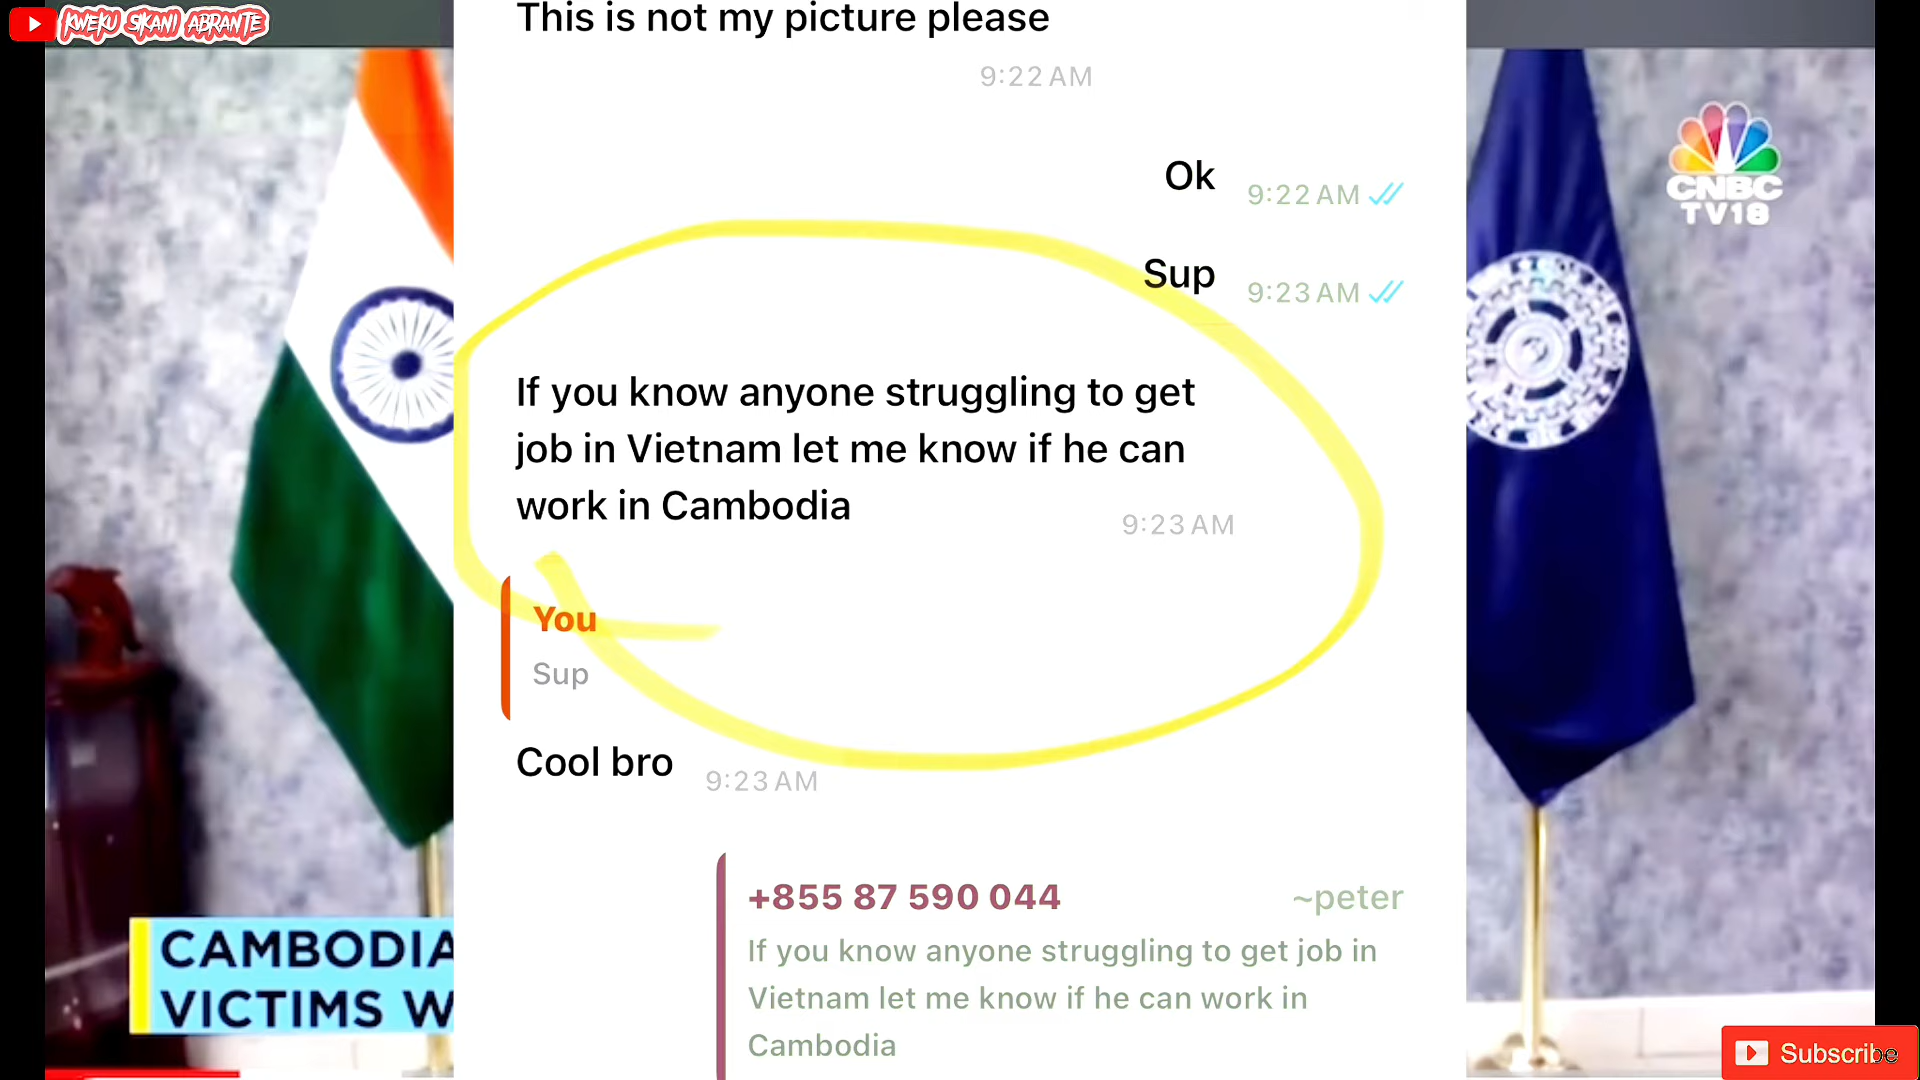 KWEKU SIKANI ABRANTE
This is not my picture please
9:22 AM
Ok
9:22 AM
Sup
9:23 AM
CNBC
TV18
If you know anyone struggling to get
job in Vietnam let me know if he can
work in Cambodia
9:23 AM
You
Sup
Cool bro
9:23 AM
+855 87 590 044 ~peter
If you know anyone struggling to get job in
Vietnam let me know if he can work in
Cambodia
CAMBODIA
VICTIMS W
Subscribe